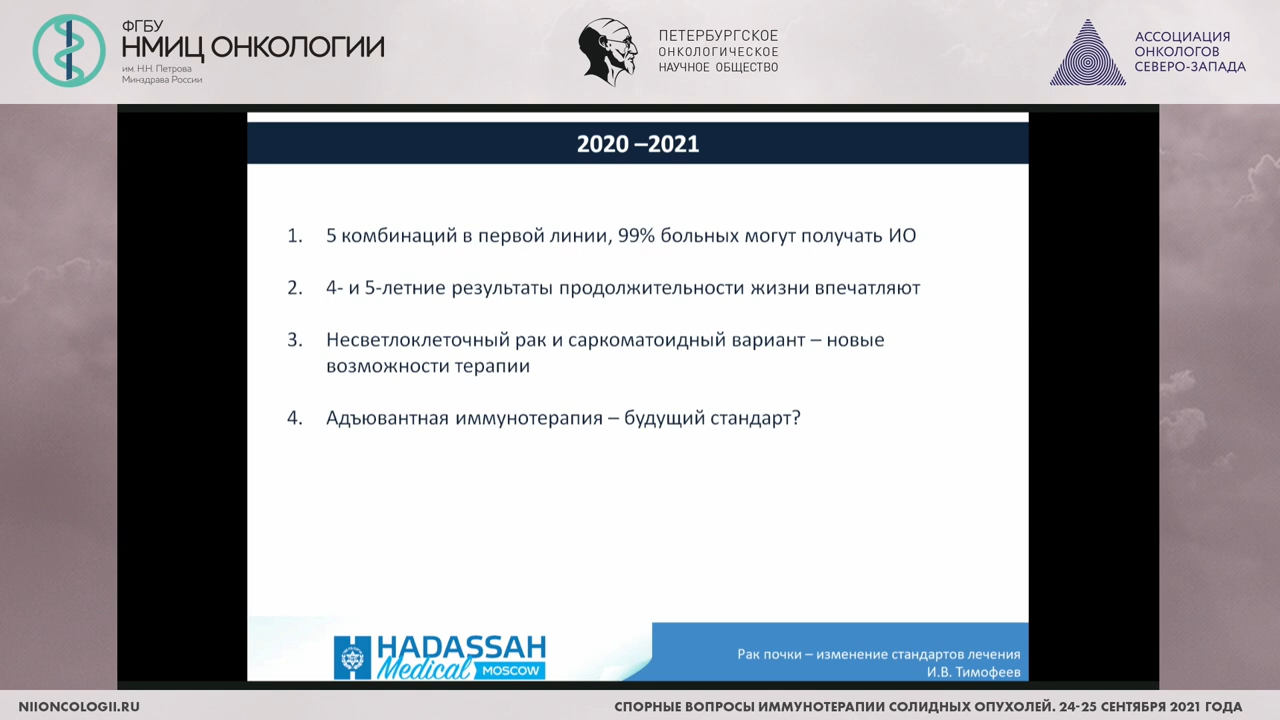 ФГБУ
НМИЦ ОНКОЛОГИИ
им. Н.Н. Петрова
Минздрава России
ПЕТЕРБУРГСКОЕ
ОНКОЛОГИЧЕСКОЕ
НАУЧНОЕ ОБЩЕСТВО
АССОЦИАЦИЯ
ОНКОЛОГОВ
СЕВЕРО-ЗАПАДА
2020 –2021
1. 5 комбинаций в первой линии, 99% больных могут получать ИО
2. 4- и 5-летние результаты продолжительности жизни впечатляют
3. Несветлоклеточный рак и саркоматоидный вариант – новые
возможности терапии
4. Адъювантная иммунотерапия – будущий стандарт?
HADASSAH
Medical MOSCOW
Рак почки – изменение стандартов лечения
И.В. Тимофеев
NIIONCOLOGII.RU
СПОРНЫЕ ВОПРОСЫ ИММУНОТЕРАПИИ СОЛИДНЫХ ОПУХОЛЕЙ. 24-25 СЕНТЯБРЯ 2021 ГОДА